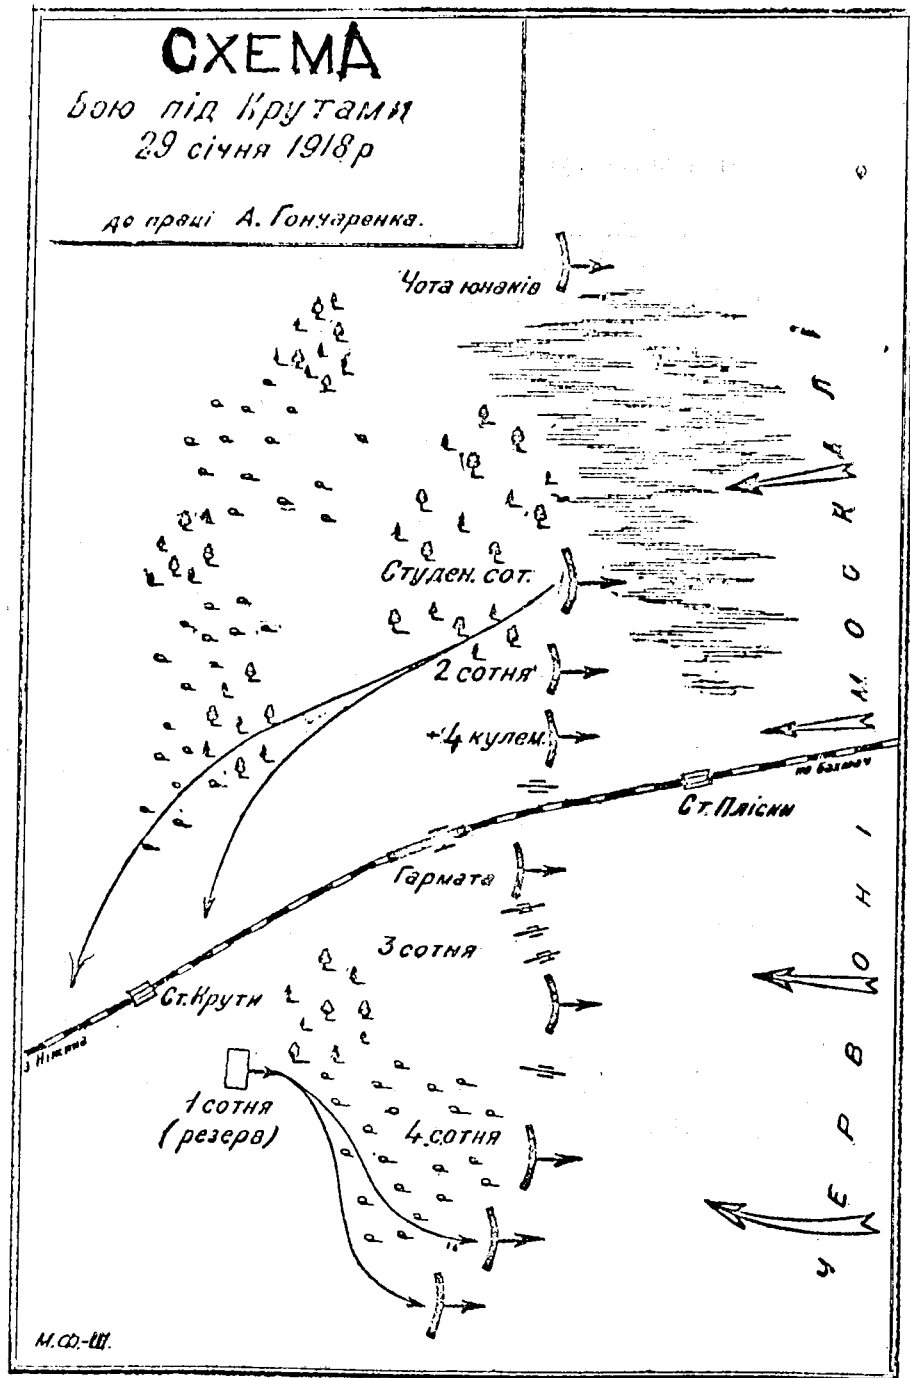 СХЕМА
Бою під Крутами
29 січня 1918 р
до праці А. Гончаренка.
Чота юнаків
Студен. сот.
2 сотня
+4 кулем.
на Бахмач
Ст. Пліски
Гармата
3 сотня
Ст. Крути
з Ніжина
1 сотня
(резерв)
4. сотня
ЧЕРВОНІ МОСКАЛІ
М.Ф.-Ш.